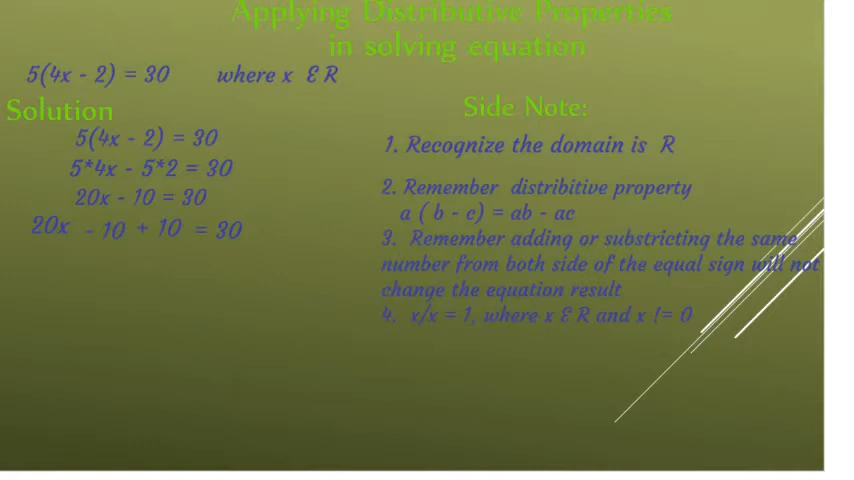 Applying Distributive Properties
in solving equation
5(4x - 2) = 30 where x Ɛ R
Solution
5(4x - 2) = 30
5*4x - 5*2 = 30
20x - 10 = 30
20x - 10 + 10 = 30
Side Note:
1. Recognize the domain is R
2. Remember distribitive property
a ( b - c) = ab - ac
3. Remember adding or substricting the same
number from both side of the equal sign will not
change the equation result
4. x/x = 1, where x Ɛ R and x != 0